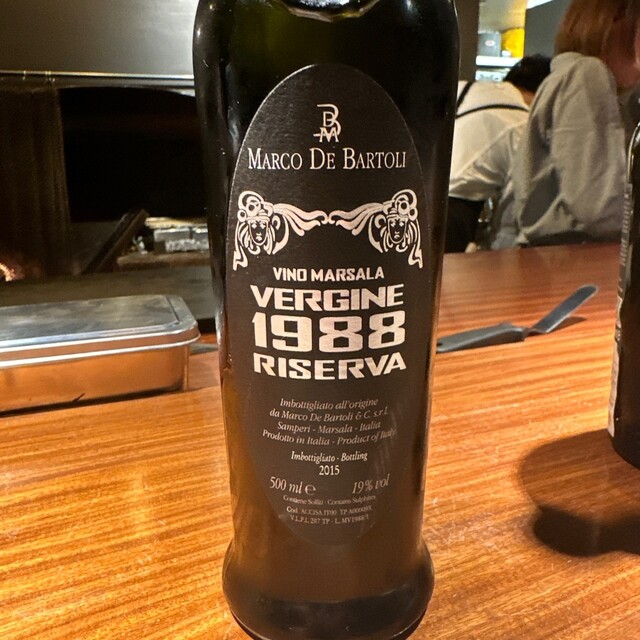 DBM
MARCO DE BARTOLI
VINO MARSALA
VERGINE
1988
RISERVA
Imbottigliato all'origine
da Marco De Bartoli & C. s.r.l.
Samperi - Marsala - Italia
Prodotto in Italia - Product of Italy
Imbottigliato - Bottling
2015
500 ml e 19% vol
Contiene Solfiti - Contains Sulphites